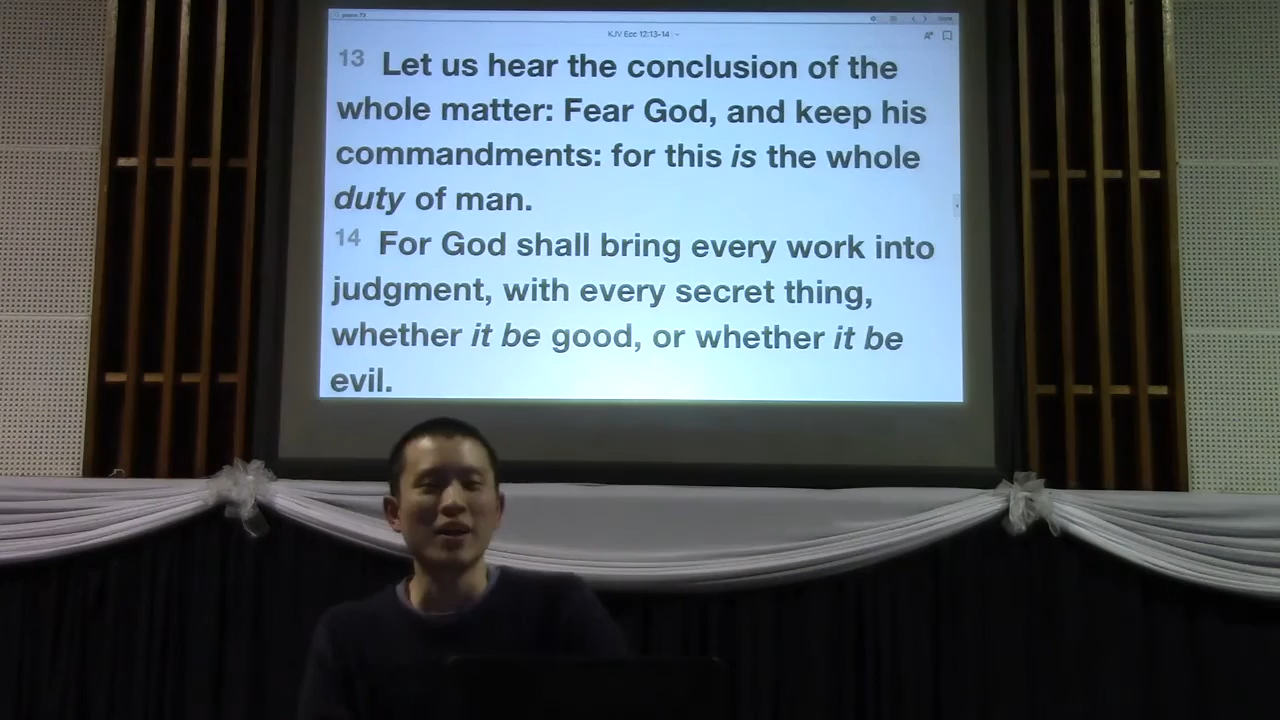 psalm 73
KJV Ecc 12:13-14
13 Let us hear the conclusion of the
whole matter: Fear God, and keep his
commandments: for this is the whole
duty of man.
14 For God shall bring every work into
judgment, with every secret thing,
whether it be good, or whether it be
evil.